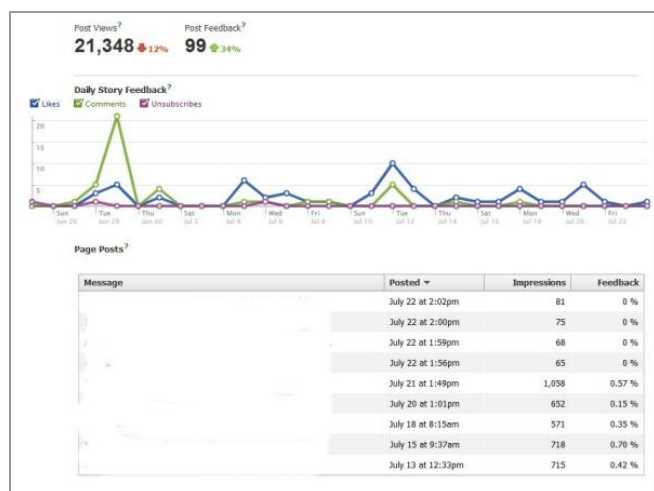 Post Views?
Post Feedback?
21,348 12%
99 34%
Daily Story Feedback?
Likes Comments Unsubscribes
20
15
10
5
Sun Tue Thu Sat Mon Wed Fri Sun Tue Thu Sat Mon Wed Fri
Jun 26 Jun 28 Jun 30 Jul 2 Jul 4 Jul 6 Jul 8 Jul 10 Jul 12 Jul 14 Jul 16 Jul 18 Jul 20 Jul 22
Page Posts?
Message Posted Impressions Feedback
July 22 at 2:02pm 81 0 %
July 22 at 2:00pm 75 0 %
July 22 at 1:59pm 68 0 %
July 22 at 1:56pm 65 0 %
July 21 at 1:49pm 1,058 0.57 %
July 20 at 1:01pm 652 0.15 %
July 18 at 8:15am 571 0.35 %
July 15 at 9:37am 718 0.70 %
July 13 at 12:33pm 715 0.42 %